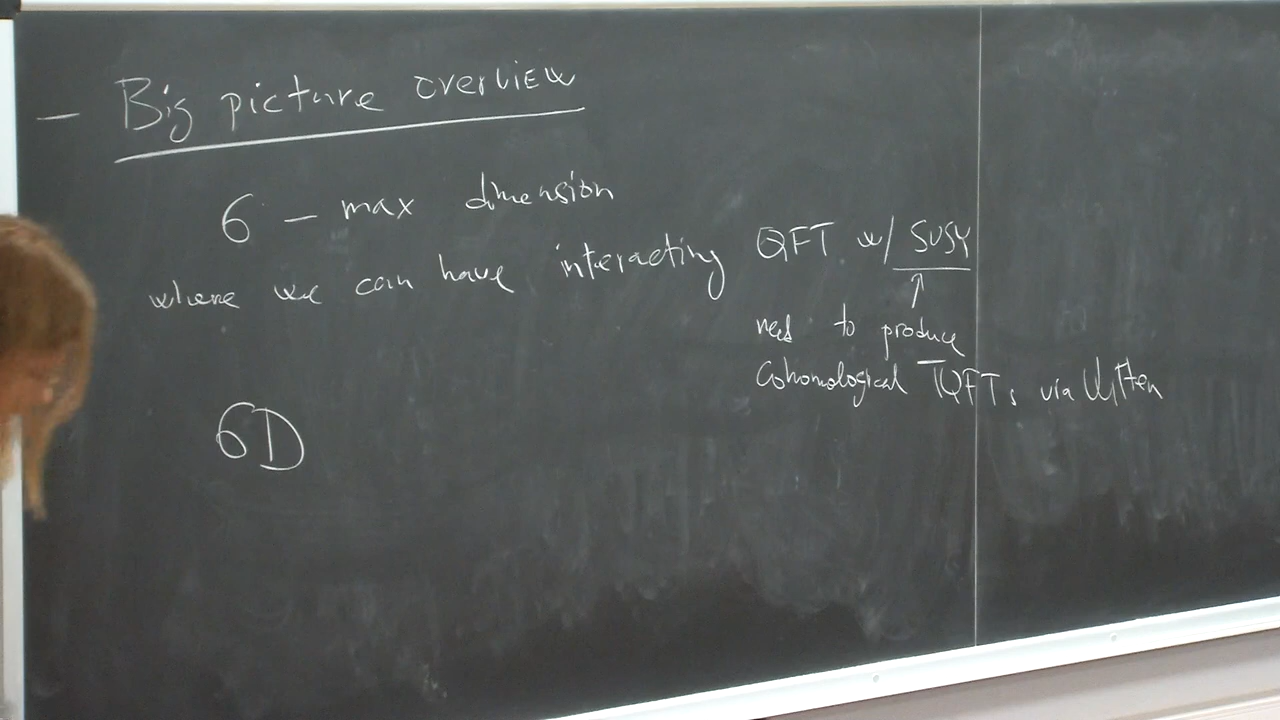 — Big picture overview
6 – max dimension
where we can have interacting QFT w/ SUSY
need to produce
Cohomological TQFTs via Witten
6D